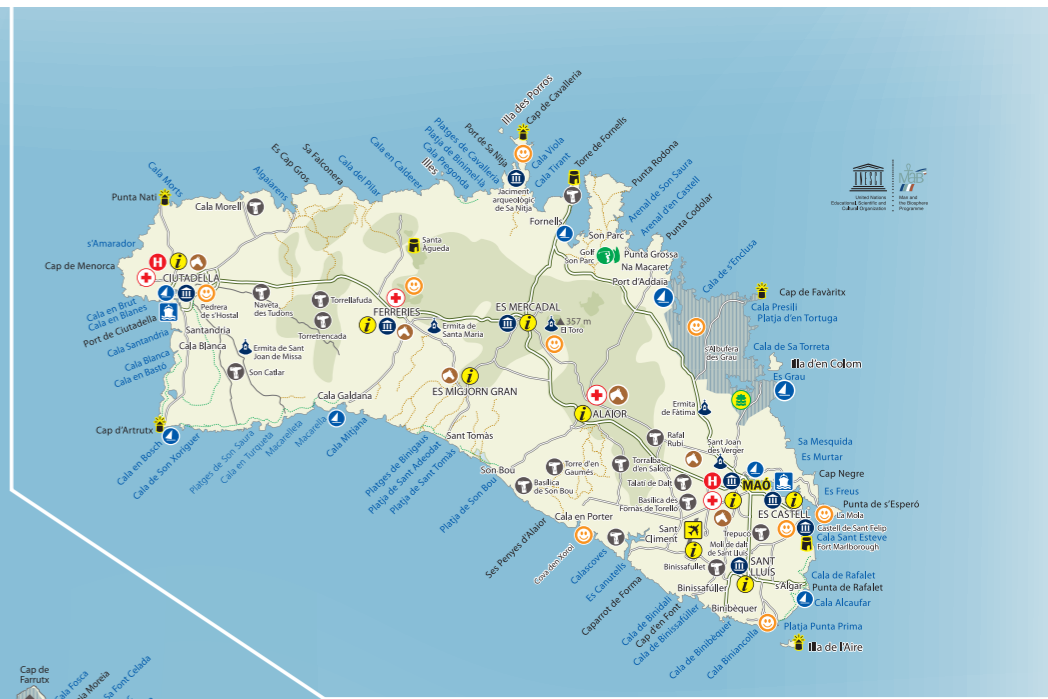 Illa des Porros
Cap de Cavalleria
Port de Sa Nitja
Platges de Cavalleria
Platja de Binimel·là
Cala Pregonda
Illes
Cala Viola
Cala Tirant
Torre de Fornells
Punta Rodona
Arenal de Son Saura
Arenal d'en Castell
Punta Codolar
Cala en Calderer
Cala del Pilar
Sa Falconera
Es Cap Gros
Algaiarens
Cala Morts
Punta Nati
Cala Morell
Jaciment
arqueològic
de Sa Nitja
Fornells
Son Parc
Golf
Son Parc
Punta Grossa
Na Macaret
Port d'Addaia
Cala de s'Enclusa
United Nations
Educational, Scientific and
Cultural Organization
MaB
Man and
the Biosphere
Programme
s'Amarador
Cap de Menorca
H
i
CIUTADELLA
Santa
Àgueda
Cala en Brut
Cala en Blanes
Port de Ciutadella
Cala Santandria
Cala Blanca
Cala en Bastó
Pedrera
de s'Hostal
Naveta
des Tudons
Torrellafuda
Torretrencada
FERRERIES
i
Ermita de
Santa Maria
ES MERCADAL
i
357 m
El Toro
Cap de Favàritx
Cala Presili
Platja d'en Tortuga
s'Albufera
des Grau
Cala de Sa Torreta
Illa d'en Colom
Es Grau
Santandria
Cala Blanca
Ermita de Sant
Joan de Missa
Son Catlar
i
ES MIGJORN GRAN
Cala Galdana
i
ALAIOR
Ermita
de Fàtima
Cap d'Artrutx
Cala en Bosch
Cala de Son Xoriguer
Platges de Son Saura
Cala en Turqueta
Macarelleta
Macarella
Cala Mitjana
Sant Tomàs
Platges de Binigaus
Platja de Sant Adeodat
Platja de Sant Tomàs
Son Bou
Platja de Son Bou
Torre d'en
Gaumés
Basílica
de Son Bou
Torralba
d'en Salord
Rafal
Rubí
Sant Joan
des Verger
Sa Mesquida
Es Murtar
Cap Negre
Talatí de Dalt
H
MAÓ
i
Es Freus
Punta de s'Esperó
La Mola
Basílica des
Fornas de Torelló
i
ES CASTELL
Castell de Sant Felip
Cala Sant Esteve
Fort Marlborough
Ses Penyes d'Alaior
Cala en Porter
Cova d'en Xoroi
Calascoves
Es Canutells
Caparrot de Forma
Sant
Climent
i
Trepucó
Molí de dalt
de Sant Lluís
SANT
LLUÍS
i
Binissafullet
Binissafúller
Binibèquer
s'Algar
Cala de Rafalet
Punta de Rafalet
Cala Alcaufar
Cala de Binidalí
Cap d'en Font
Cala de Binissafúller
Cala de Binibèquer
Cala Biniancolla
Platja Punta Prima
Illa de l'Aire
Cap de
Farrutx
Cala Fosca
Sa Font Celada